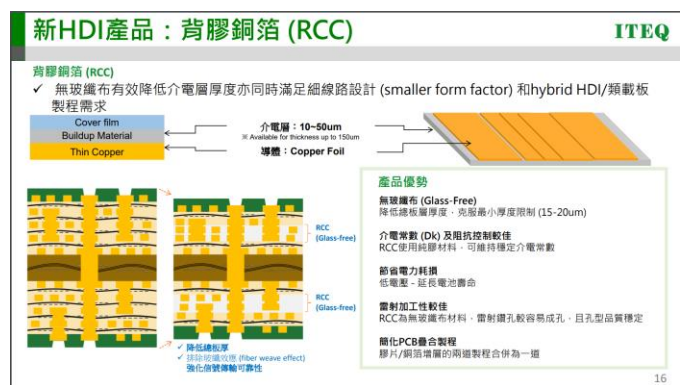 新HDI產品：背膠銅箔 (RCC)
ITEQ
背膠銅箔 (RCC)
✓ 無玻纖布有效降低介電層厚度亦同時滿足細線路設計 (smaller form factor) 和hybrid HDI/類載板
製程需求
Cover film
Buildup Material
Thin Copper
介電層：10~50um
※ Available for thickness up to 150um
導體：Copper Foil
RCC
(Glass-free)
RCC
(Glass-free)
✓ 降低總板厚
✓ 排除玻纖效應 (fiber weave effect)
強化信號傳輸可靠性
產品優勢
無玻纖布 (Glass-Free)
降低總板層厚度，克服最小厚度限制 (15-20um)
介電常數 (Dk) 及阻抗控制較佳
RCC使用純膠材料，可維持穩定介電常數
節省電力耗損
低電壓 - 延長電池壽命
雷射加工性較佳
RCC為無玻纖布材料，雷射鑽孔較容易成孔，且孔型品質穩定
簡化PCB疊合製程
膠片/銅箔增層的兩道製程合併為一道
16